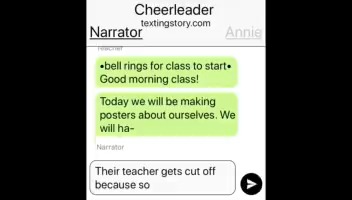 Cheerleader
textingstory.com
Narrator Annie
Teacher
•bell rings for class to start•
Good morning class!
Today we will be making
posters about ourselves. We
will ha-
Narrator
Their teacher gets cut off
because so